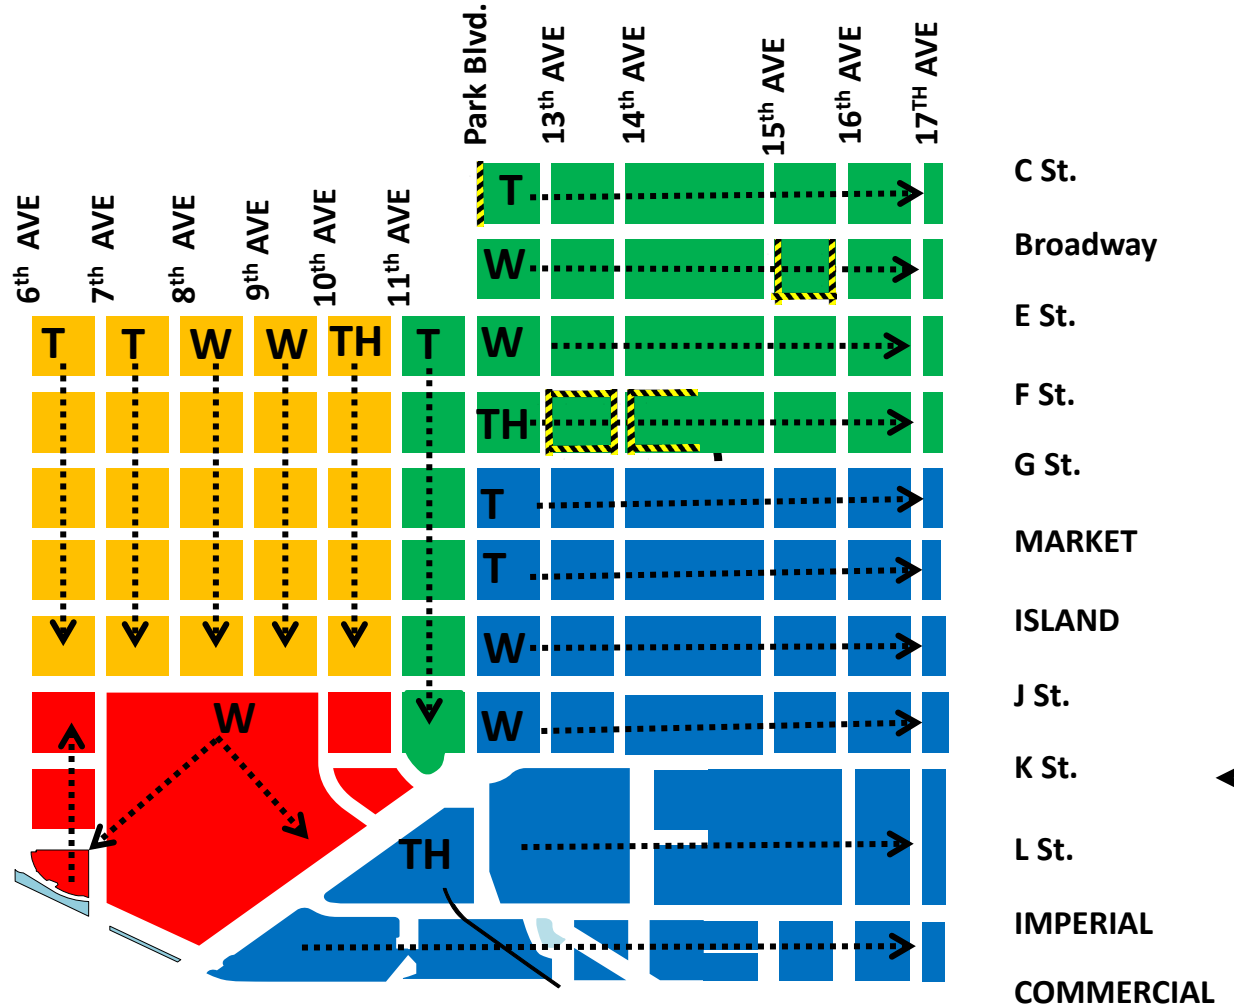 Park Blvd.
13th AVE
14th AVE
15th AVE
16th AVE
17TH AVE
6th AVE
7th AVE
8th AVE
9th AVE
10th AVE
11th AVE
T
C St.
W
Broadway
T
T
W
W
TH
T
W
E St.
TH
F St.
T
G St.
T
MARKET
W
ISLAND
W
W
J St.
K St.
TH
L St.
IMPERIAL
COMMERCIAL